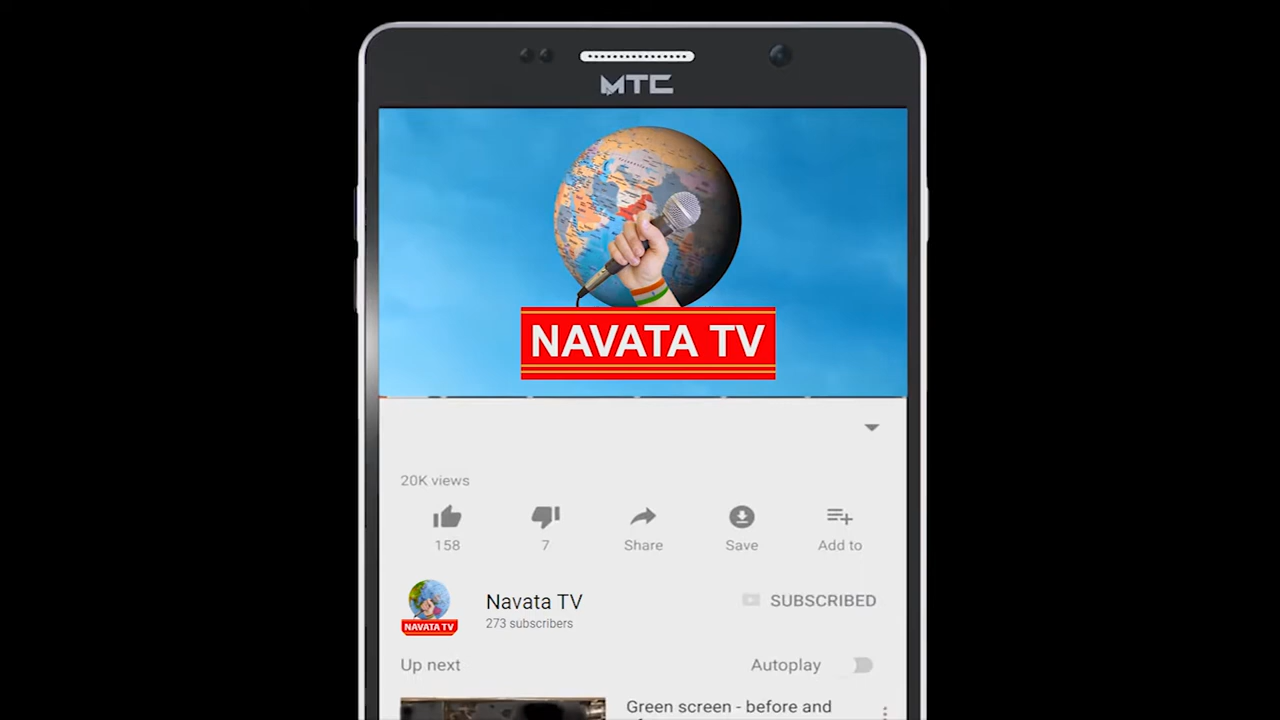 MTC
NAVATA TV
20K views
158
7
Share
Save
Add to
NAVATA TV
Navata TV
273 subscribers
SUBSCRIBED
Up next
Autoplay
Green screen - before and